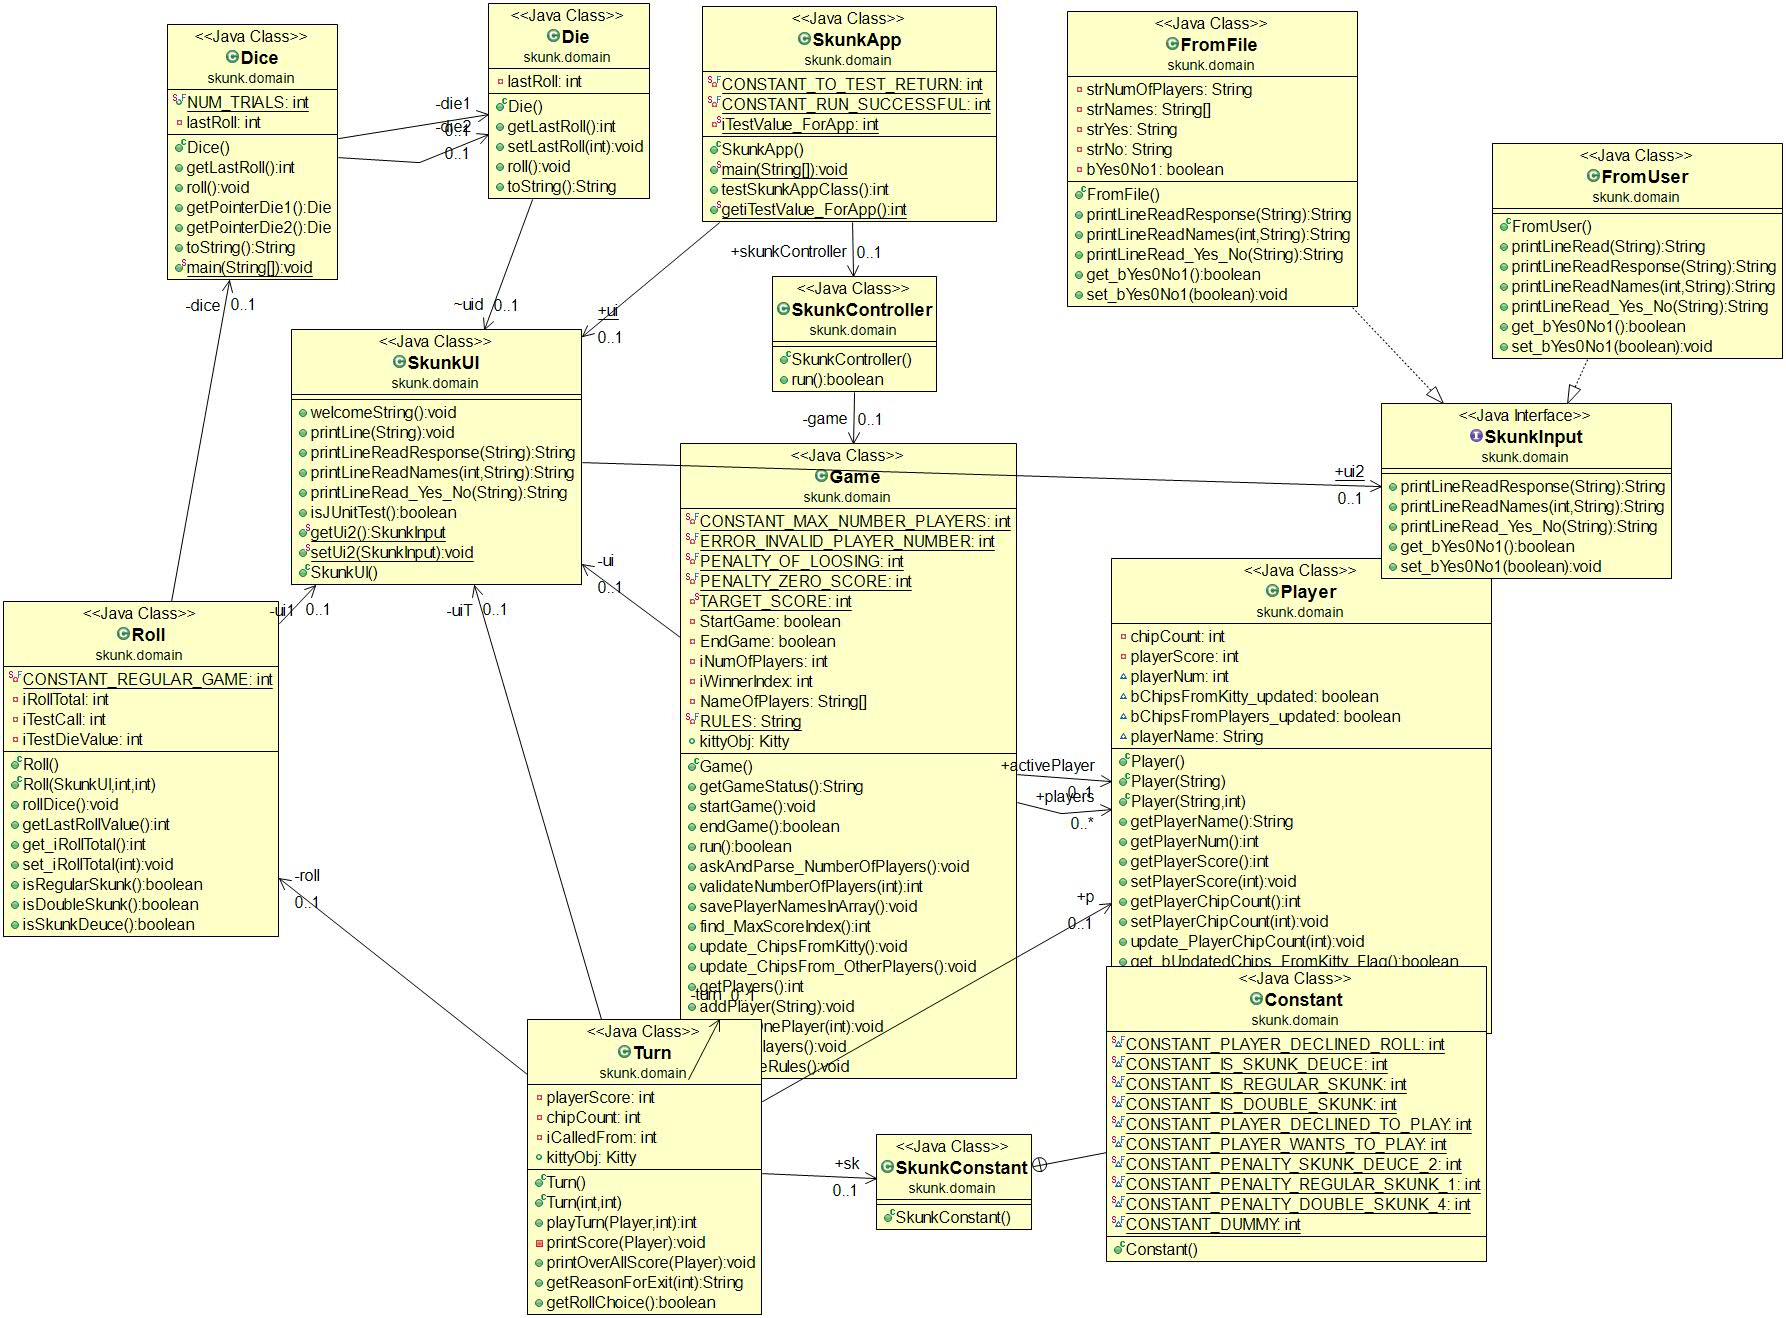 <<Java Class>>
Dice
skunk.domain
NUM_TRIALS: int
lastRoll: int
Dice()
getLastRoll():int
roll():void
getPointerDie1():Die
getPointerDie2():Die
toString():String
main(String[]):void
-die1
0..1
-die2
0..1
<<Java Class>>
Die
skunk.domain
lastRoll: int
Die()
getLastRoll():int
setLastRoll(int):void
roll():void
toString():String
<<Java Class>>
SkunkApp
skunk.domain
CONSTANT_TO_TEST_RETURN: int
CONSTANT_RUN_SUCCESSFUL: int
iTestValue_ForApp: int
SkunkApp()
main(String[]):void
testSkunkAppClass():int
getiTestValue_ForApp():int
<<Java Class>>
FromFile
skunk.domain
strNumOfPlayers: String
strNames: String[]
strYes: String
strNo: String
bYes0No1: boolean
FromFile()
printLineReadResponse(String):String
printLineReadNames(int,String):String
printLineRead_Yes_No(String):String
get_bYes0No1():boolean
set_bYes0No1(boolean):void
<<Java Class>>
FromUser
skunk.domain
FromUser()
printLineRead(String):String
printLineReadResponse(String):String
printLineReadNames(int,String):String
printLineRead_Yes_No(String):String
get_bYes0No1():boolean
set_bYes0No1(boolean):void
-dice 0..1
~uid 0..1
+ui
0..1
+skunkController 0..1
<<Java Class>>
SkunkController
skunk.domain
SkunkController()
run():boolean
-game 0..1
<<Java Class>>
SkunkUI
skunk.domain
welcomeString():void
printLine(String):void
printLineReadResponse(String):String
printLineReadNames(int,String):String
printLineRead_Yes_No(String):String
isJUnitTest():boolean
getUi2():SkunkInput
setUi2(SkunkInput):void
SkunkUI()
+ui2
0..1
<<Java Interface>>
SkunkInput
skunk.domain
printLineReadResponse(String):String
printLineReadNames(int,String):String
printLineRead_Yes_No(String):String
get_bYes0No1():boolean
set_bYes0No1(boolean):void
-ui1 0..1
-uiT 0..1
-ui
0..1
<<Java Class>>
Game
skunk.domain
CONSTANT_MAX_NUMBER_PLAYERS: int
ERROR_INVALID_PLAYER_NUMBER: int
PENALTY_OF_LOOSING: int
PENALTY_ZERO_SCORE: int
TARGET_SCORE: int
StartGame: boolean
EndGame: boolean
iNumOfPlayers: int
iWinnerIndex: int
NameOfPlayers: String[]
RULES: String
kittyObj: Kitty
Game()
getGameStatus():String
startGame():void
endGame():boolean
run():boolean
askAndParse_NumberOfPlayers():void
validateNumberOfPlayers(int):int
savePlayerNamesInArray():void
find_MaxScoreIndex():int
update_ChipsFromKitty():void
update_ChipsFrom_OtherPlayers():void
getPlayers():int
addPlayer(String):void
OnePlayer(int):void
layers():void
eRules():void
-turn 0..1
+activePlayer
0..1
+players
0..*
+p
0..1
<<Java Class>>
Player
skunk.domain
chipCount: int
playerScore: int
playerNum: int
bChipsFromKitty_updated: boolean
bChipsFromPlayers_updated: boolean
playerName: String
Player()
Player(String)
Player(String,int)
getPlayerName():String
getPlayerNum():int
getPlayerScore():int
setPlayerScore(int):void
getPlayerChipCount():int
setPlayerChipCount(int):void
update_PlayerChipCount(int):void
get_bUpdatedChips_FromKitty_Flag():boolean
<<Java Class>>
Roll
skunk.domain
CONSTANT_REGULAR_GAME: int
iRollTotal: int
iTestCall: int
iTestDieValue: int
Roll()
Roll(SkunkUI,int,int)
rollDice():void
getLastRollValue():int
get_iRollTotal():int
set_iRollTotal(int):void
isRegularSkunk():boolean
isDoubleSkunk():boolean
isSkunkDeuce():boolean
-roll
0..1
<<Java Class>>
Turn
skunk.domain
playerScore: int
chipCount: int
iCalledFrom: int
kittyObj: Kitty
Turn()
Turn(int,int)
playTurn(Player,int):int
printScore(Player):void
printOverAllScore(Player):void
getReasonForExit(int):String
getRollChoice():boolean
+sk
0..1
<<Java Class>>
SkunkConstant
skunk.domain
SkunkConstant()
<<Java Class>>
Constant
skunk.domain
CONSTANT_PLAYER_DECLINED_ROLL: int
CONSTANT_IS_SKUNK_DEUCE: int
CONSTANT_IS_REGULAR_SKUNK: int
CONSTANT_IS_DOUBLE_SKUNK: int
CONSTANT_PLAYER_DECLINED_TO_PLAY: int
CONSTANT_PLAYER_WANTS_TO_PLAY: int
CONSTANT_PENALTY_SKUNK_DEUCE_2: int
CONSTANT_PENALTY_REGULAR_SKUNK_1: int
CONSTANT_PENALTY_DOUBLE_SKUNK_4: int
CONSTANT_DUMMY: int
Constant()